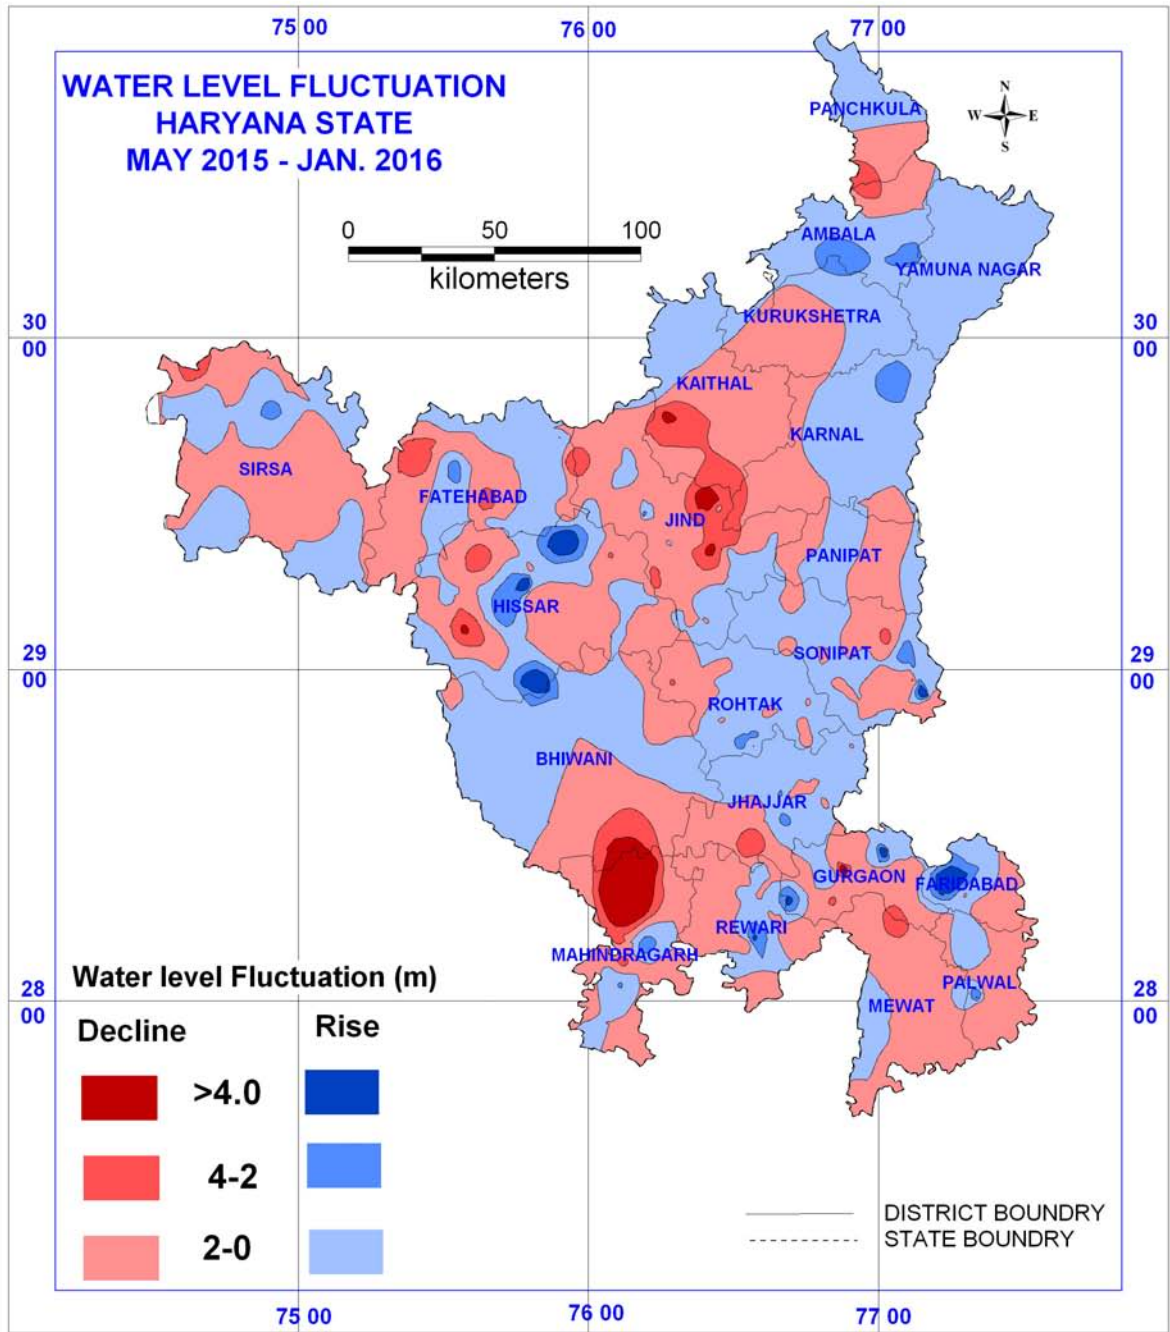 75 00 76 00 77 00
WATER LEVEL FLUCTUATION
HARYANA STATE
MAY 2015 - JAN. 2016
N
W E
S
0 50 100
kilometers
PANCHKULA
AMBALA
YAMUNA NAGAR
KURUKSHETRA
30
00
30
00
KAITHAL
KARNAL
SIRSA
FATEHABAD
JIND
PANIPAT
HISSAR
SONIPAT
29
00
29
00
ROHTAK
BHIWANI
JHAJJAR
GURGAON
FARIDABAD
REWARI
MAHINDRAGARH
PALWAL
MEWAT
28
00
28
00
Water level Fluctuation (m)
Decline Rise
>4.0
4-2
2-0
DISTRICT BOUNDRY
STATE BOUNDRY
75 00 76 00 77 00